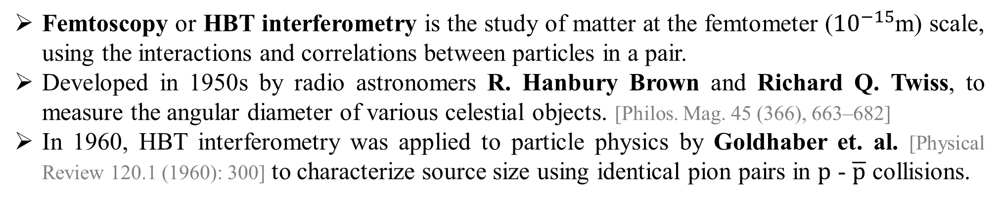 ➢ Femtoscopy or HBT interferometry is the study of matter at the femtometer (10⁻¹⁵m) scale,
using the interactions and correlations between particles in a pair.
➢ Developed in 1950s by radio astronomers R. Hanbury Brown and Richard Q. Twiss, to
measure the angular diameter of various celestial objects. [Philos. Mag. 45 (366), 663–682]
➢ In 1960, HBT interferometry was applied to particle physics by Goldhaber et. al. [Physical
Review 120.1 (1960): 300] to characterize source size using identical pion pairs in p - p̅ collisions.